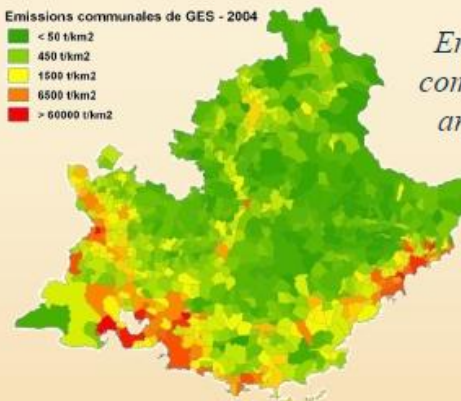 Emissions communales de GES - 2004
< 50 t/km2
450 t/km2
1500 t/km2
6500 t/km2
> 60000 t/km2